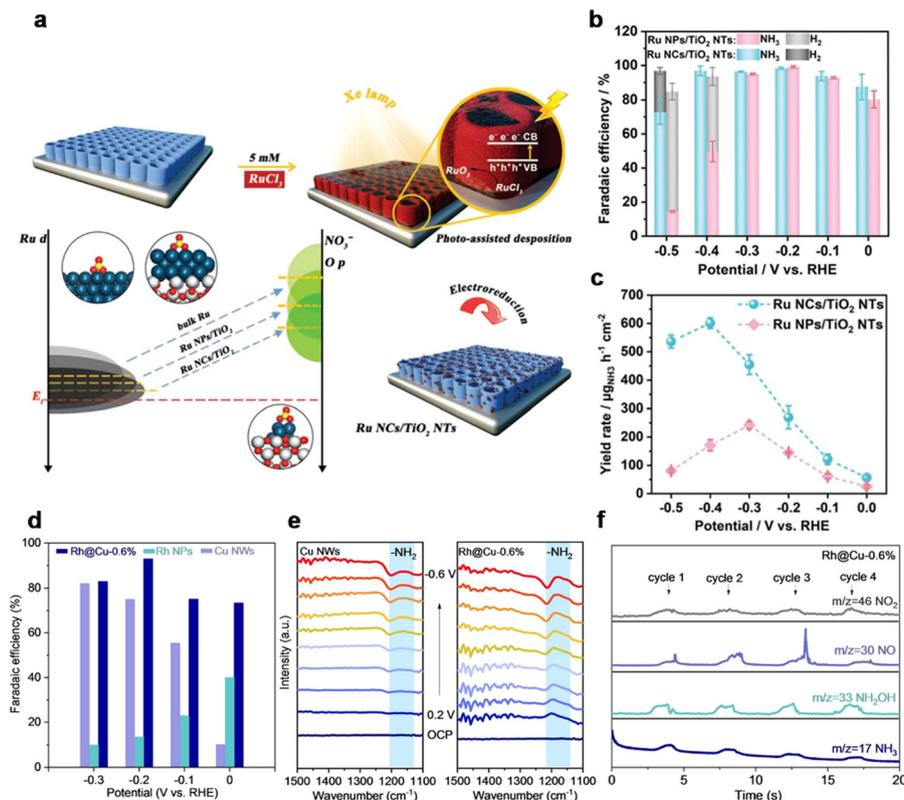 a
5 mM
RuCl3
Xe lamp
e- e- e- CB
h+h+h+VB
RuO2
RuCl3
Photo-assisted desposition
Ru d
NO3−
O p
bulk Ru
Ru NPs/TiO2
Ru NCs/TiO2
Ef
Electroreduction
Ru NCs/TiO2 NTs
b
Ru NPs/TiO2 NTs: NH3 H2
Ru NCs/TiO2 NTs: NH3 H2
Faradaic efficiency / %
120
100
80
60
40
20
0
-0.5 -0.4 -0.3 -0.2 -0.1 0
Potential / V vs. RHE
c
Ru NCs/TiO2 NTs
Ru NPs/TiO2 NTs
Yield rate / μgNH3 h-1 cm-2
700
600
500
400
300
200
100
0
-0.5 -0.4 -0.3 -0.2 -0.1 0.0
Potential / V vs. RHE
d
Rh@Cu-0.6% Rh NPs Cu NWs
Faradaic efficiency (%)
100
80
60
40
20
0
-0.3 -0.2 -0.1 0
Potential (V vs. RHE)
e
Cu NWs -NH2
Rh@Cu-0.6% -NH2
-0.6 V
0.2 V
OCP
Intensity (a.u.)
1500 1400 1300 1200 1100
1500 1400 1300 1200 1100
Wavenumber (cm-1)
Wavenumber (cm-1)
f
Rh@Cu-0.6%
cycle 1 cycle 2 cycle 3 cycle 4
m/z=46 NO2
m/z=30 NO
m/z=33 NH2OH
m/z=17 NH3
0 5 10 15 20
Time (s)